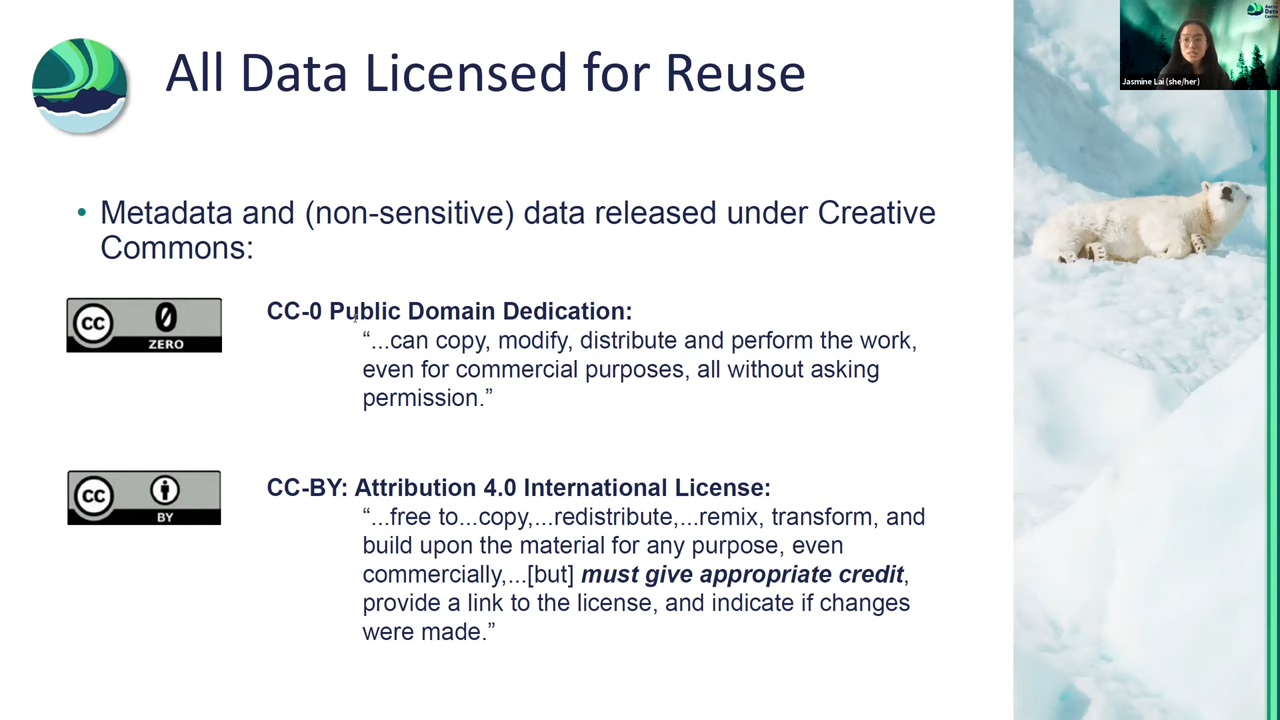 All Data Licensed for Reuse
Jasmine Lai (she/her)
Arctic
Data
Center
• Metadata and (non-sensitive) data released under Creative
Commons:
CC
0
ZERO
CC-0 Public Domain Dedication:
“...can copy, modify, distribute and perform the work,
even for commercial purposes, all without asking
permission.”
CC
BY
CC-BY: Attribution 4.0 International License:
“...free to...copy,...redistribute,...remix, transform, and
build upon the material for any purpose, even
commercially,...[but] must give appropriate credit,
provide a link to the license, and indicate if changes
were made.”